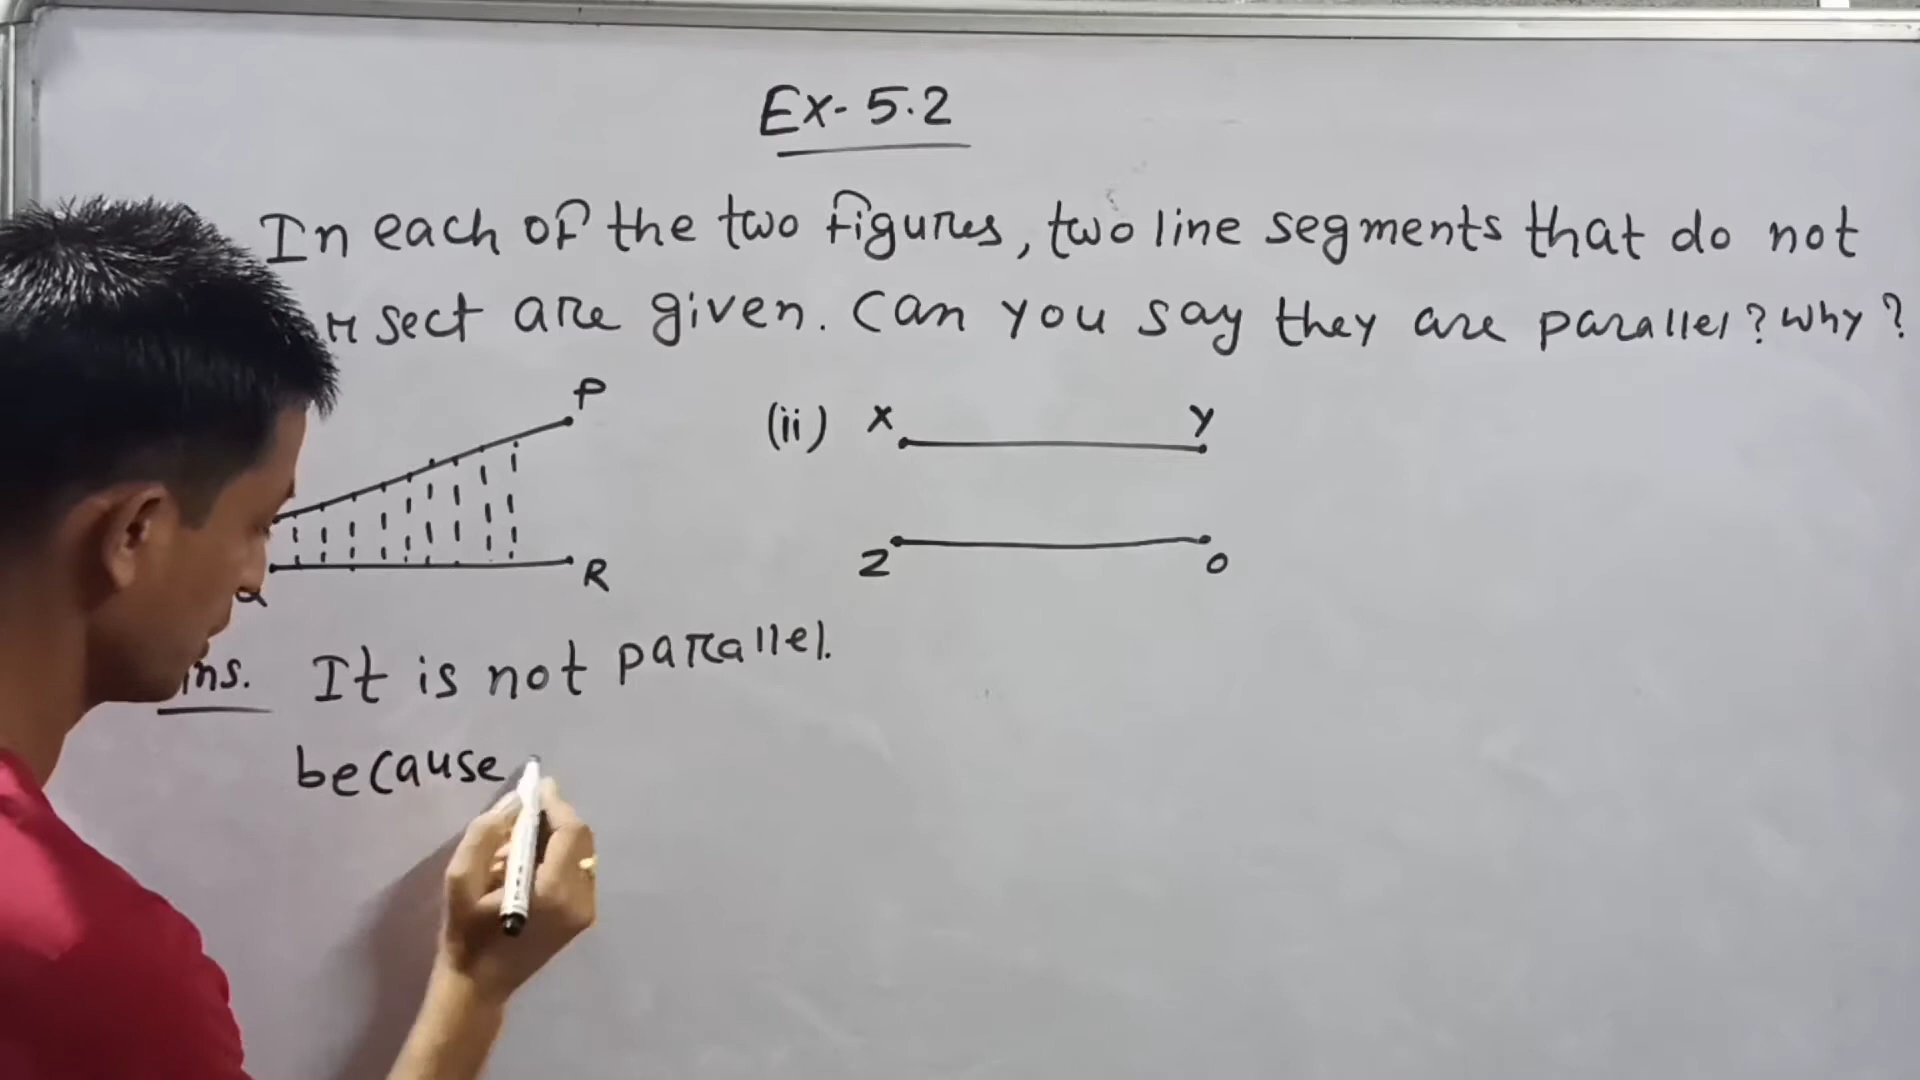 Ex- 5.2
In each of the two figures, two line segments that do not
sect are given. Can you say they are parallel? why?
P
(ii) X Y
R
Z O
Ans. It is not parallel.
because